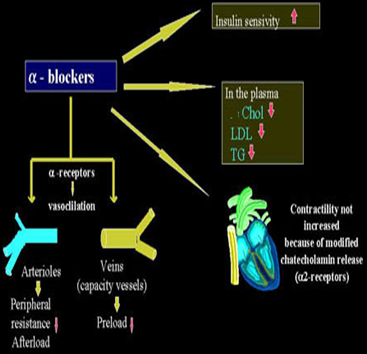 Insulin sensivity
α - blockers
In the plasma
Chol
LDL
TG
α -receptors
vasoclilation
Arterioles
Peripheral
resistance
Afterload
Veins
(capacity vessels)
Preload
Contractility not
increased
because of modified
chatecholamin release
(α2-receptors)